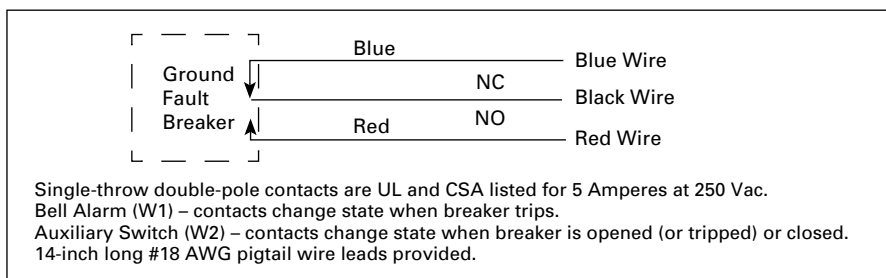 Blue
Blue Wire
Ground
Fault
Breaker
NC
Black Wire
NO
Red
Red Wire
Single-throw double-pole contacts are UL and CSA listed for 5 Amperes at 250 Vac.
Bell Alarm (W1) – contacts change state when breaker trips.
Auxiliary Switch (W2) – contacts change state when breaker is opened (or tripped) or closed.
14-inch long #18 AWG pigtail wire leads provided.